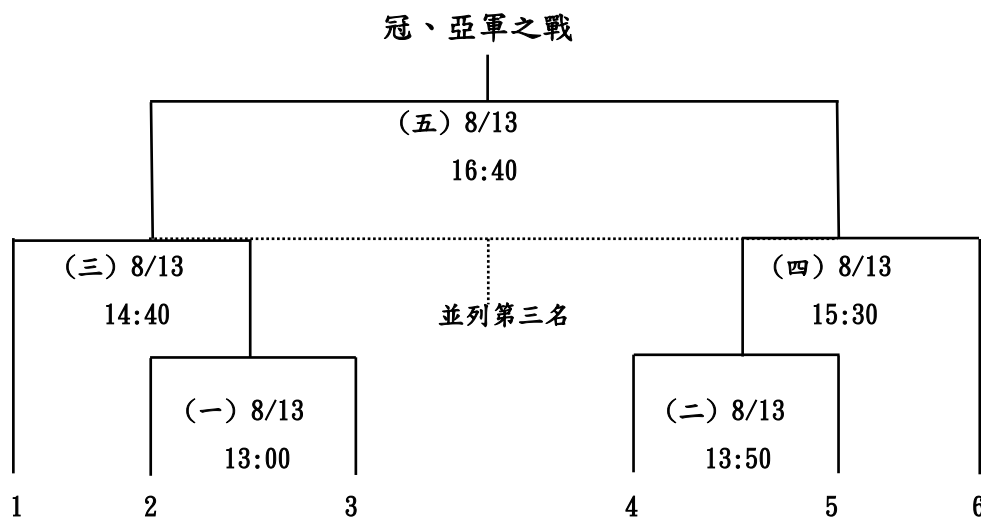 冠、亞軍之戰
（五）8/13
16:40
（三）8/13
14:40
並列第三名
（四）8/13
15:30
（一）8/13
13:00
（二）8/13
13:50
1 2 3 4 5 6